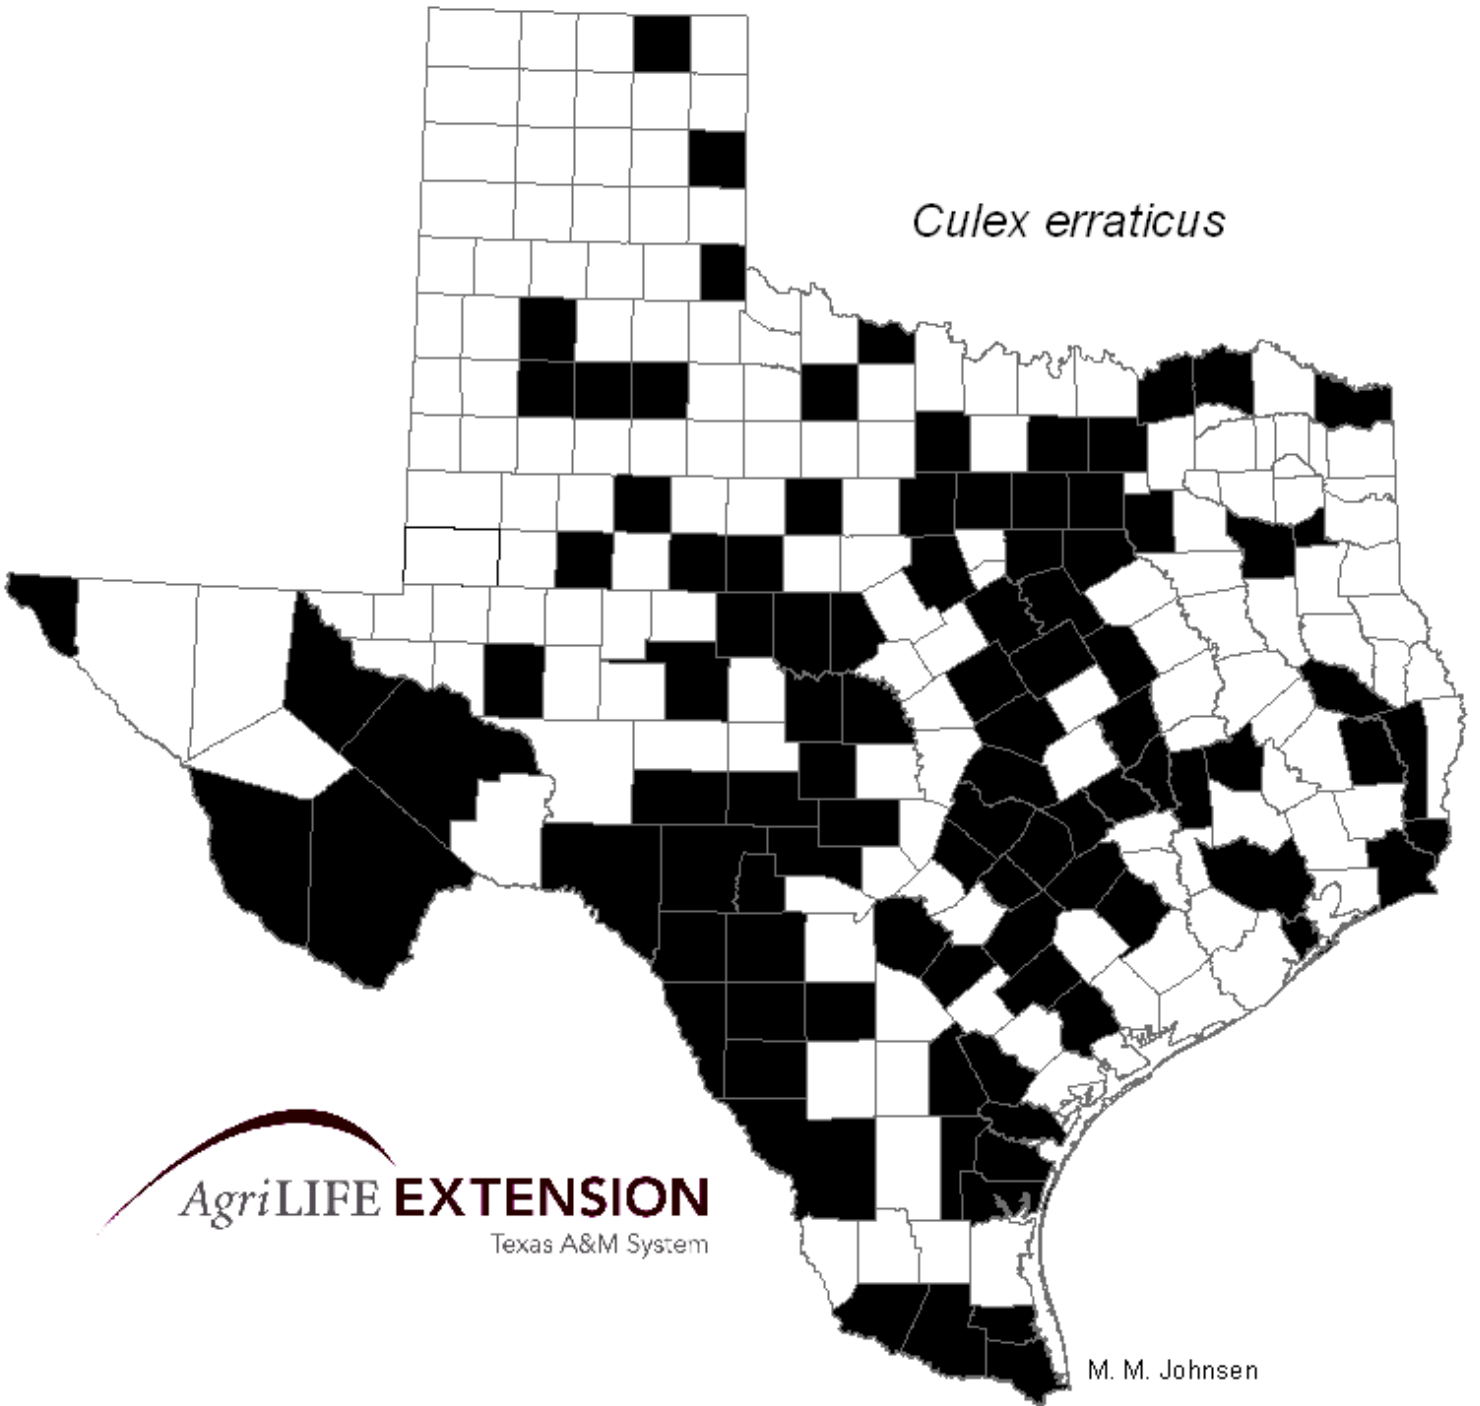 Culex erraticus
AgriLIFE EXTENSION
Texas A&M System
M. M. Johnsen